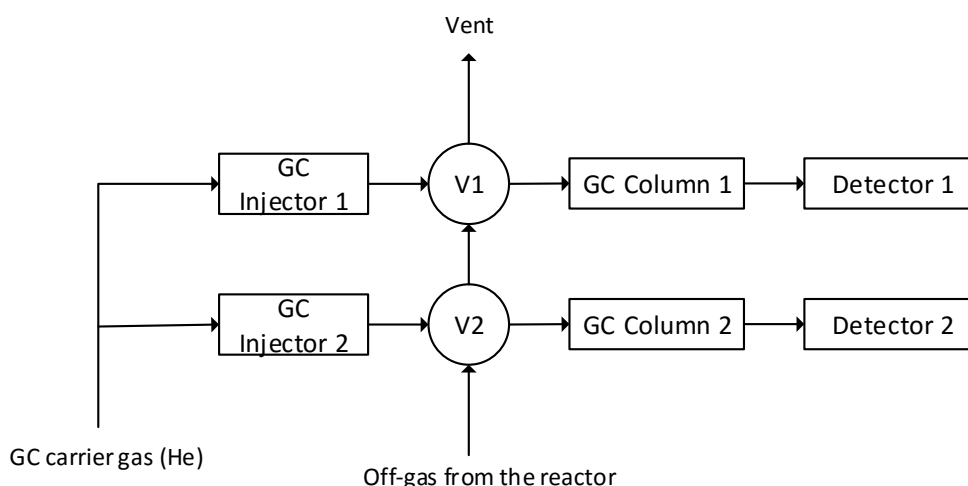 Vent
GC
Injector 1
V1
GC Column 1
Detector 1
GC
Injector 2
V2
GC Column 2
Detector 2
GC carrier gas (He)
Off-gas from the reactor